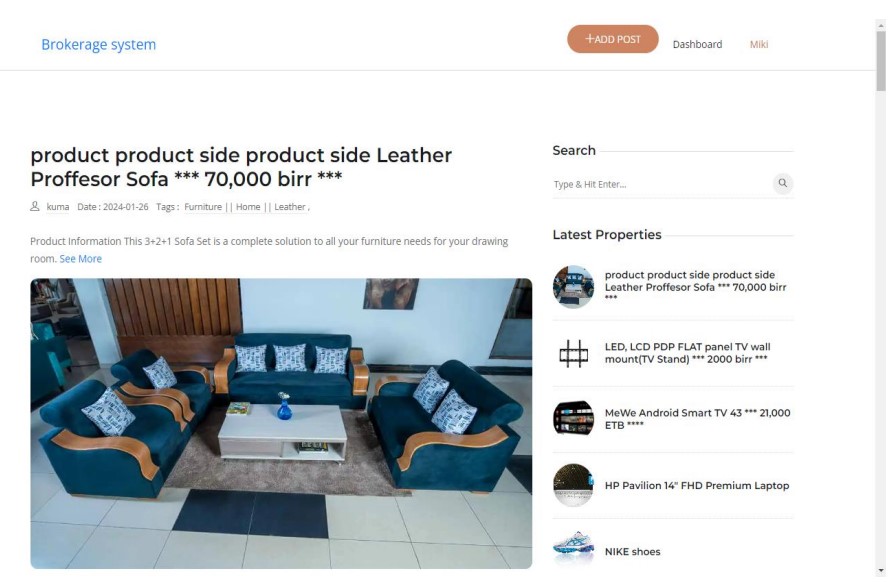 Brokerage system
+ADD POST
Dashboard
Miki
product product side product side Leather
Proffesor Sofa *** 70,000 birr ***
kuma Date : 2024-01-26 Tags : Furniture || Home || Leather ,
Product Information This 3+2+1 Sofa Set is a complete solution to all your furniture needs for your drawing
room. See More
Search
Type & Hit Enter...
Latest Properties
product product side product side
Leather Proffesor Sofa *** 70,000 birr
***
LED, LCD PDP FLAT panel TV wall
mount(TV Stand) *** 2000 birr ***
MeWe Android Smart TV 43 *** 21,000
ETB ****
HP Pavilion 14" FHD Premium Laptop
NIKE shoes